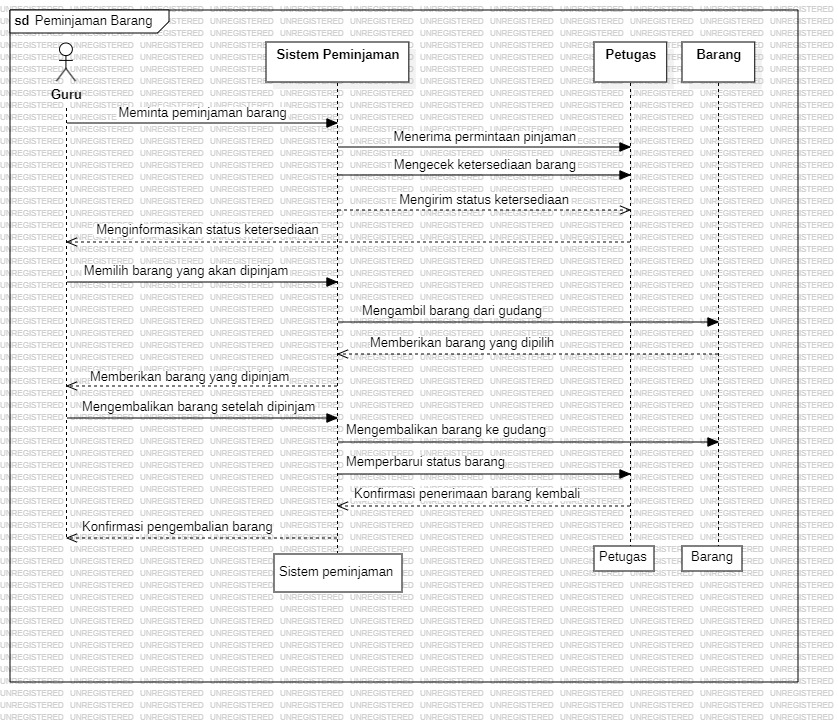 sd Peminjaman Barang
Sistem Peminjaman
Petugas
Barang
Guru
Meminta peminjaman barang
Menerima permintaan pinjaman
Mengecek ketersediaan barang
Mengirim status ketersediaan
Menginformasikan status ketersediaan
Memilih barang yang akan dipinjam
Mengambil barang dari gudang
Memberikan barang yang dipilih
Memberikan barang yang dipinjam
Mengembalikan barang setelah dipinjam
Mengembalikan barang ke gudang
Memperbarui status barang
Konfirmasi penerimaan barang kembali
Konfirmasi pengembalian barang
Petugas
Barang
Sistem peminjaman
UNREGISTERED